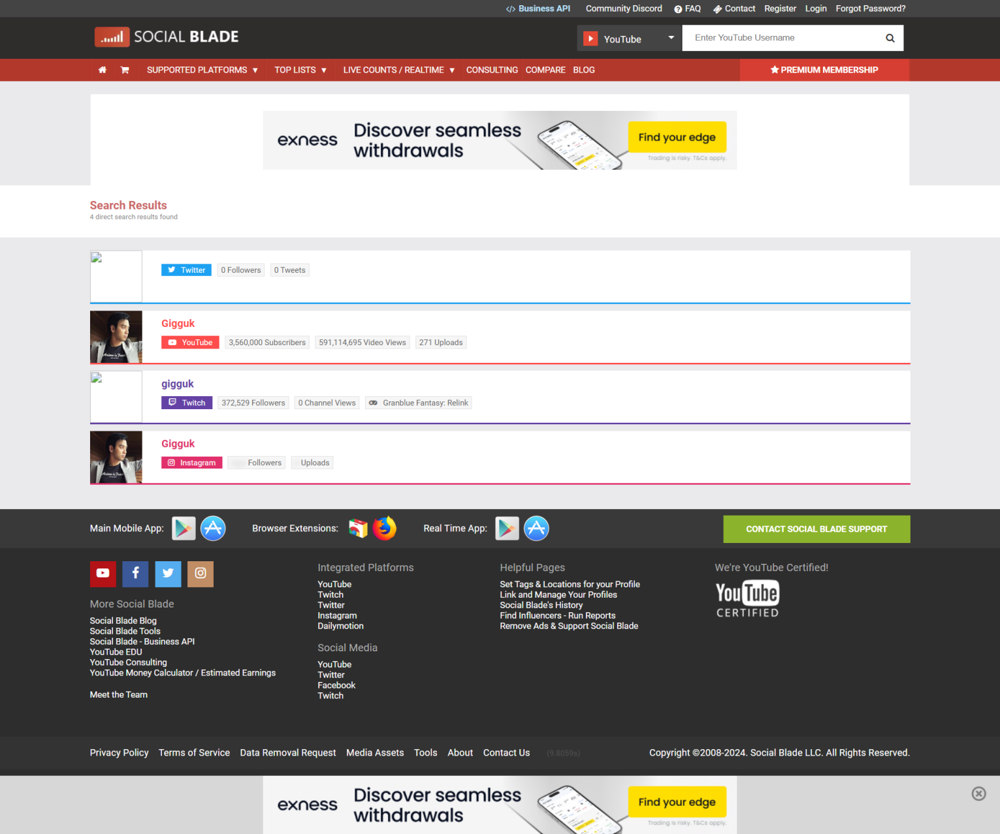 Business API Community Discord FAQ Contact Register Login Forgot Password?
SOCIAL BLADE
YouTube
Enter YouTube Username
SUPPORTED PLATFORMS ▼ TOP LISTS ▼ LIVE COUNTS / REALTIME ▼ CONSULTING COMPARE BLOG
PREMIUM MEMBERSHIP
exness
Discover seamless
withdrawals
Find your edge
Trading is risky. T&Cs apply.
Search Results
4 direct search results found
Twitter 0 Followers 0 Tweets
Gigguk
YouTube 3,560,000 Subscribers 591,114,695 Video Views 271 Uploads
gigguk
Twitch 372,529 Followers 0 Channel Views Granblue Fantasy: Relink
Gigguk
Instagram Followers Uploads
Main Mobile App: Browser Extensions: Real Time App:
CONTACT SOCIAL BLADE SUPPORT
More Social Blade
Social Blade Blog
Social Blade Tools
Social Blade - Business API
YouTube EDU
YouTube Consulting
YouTube Money Calculator / Estimated Earnings
Meet the Team
Integrated Platforms
YouTube
Twitch
Twitter
Instagram
Dailymotion
Social Media
YouTube
Twitter
Facebook
Twitch
Helpful Pages
Set Tags & Locations for your Profile
Link and Manage Your Profiles
Social Blade's History
Find Influencers - Run Reports
Remove Ads & Support Social Blade
We're YouTube Certified!
YouTube
CERTIFIED
Privacy Policy Terms of Service Data Removal Request Media Assets Tools About Contact Us (9.8059s)
Copyright ©2008-2024. Social Blade LLC. All Rights Reserved.
exness
Discover seamless
withdrawals
Find your edge
Trading is risky. T&Cs apply.